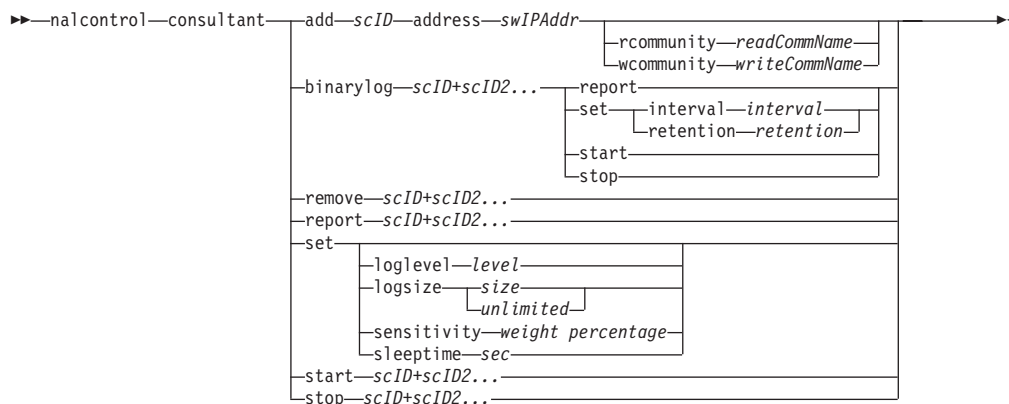 nalcontrol consultant add scID address swIPAddr
rcommunity readCommName
wcommunity writeCommName
binarylog scID+scID2... report
set interval interval
retention retention
start
stop
remove scID+scID2...
report scID+scID2...
set
loglevel level
logsize size
unlimited
sensitivity weight percentage
sleeptime sec
start scID+scID2...
stop scID+scID2...